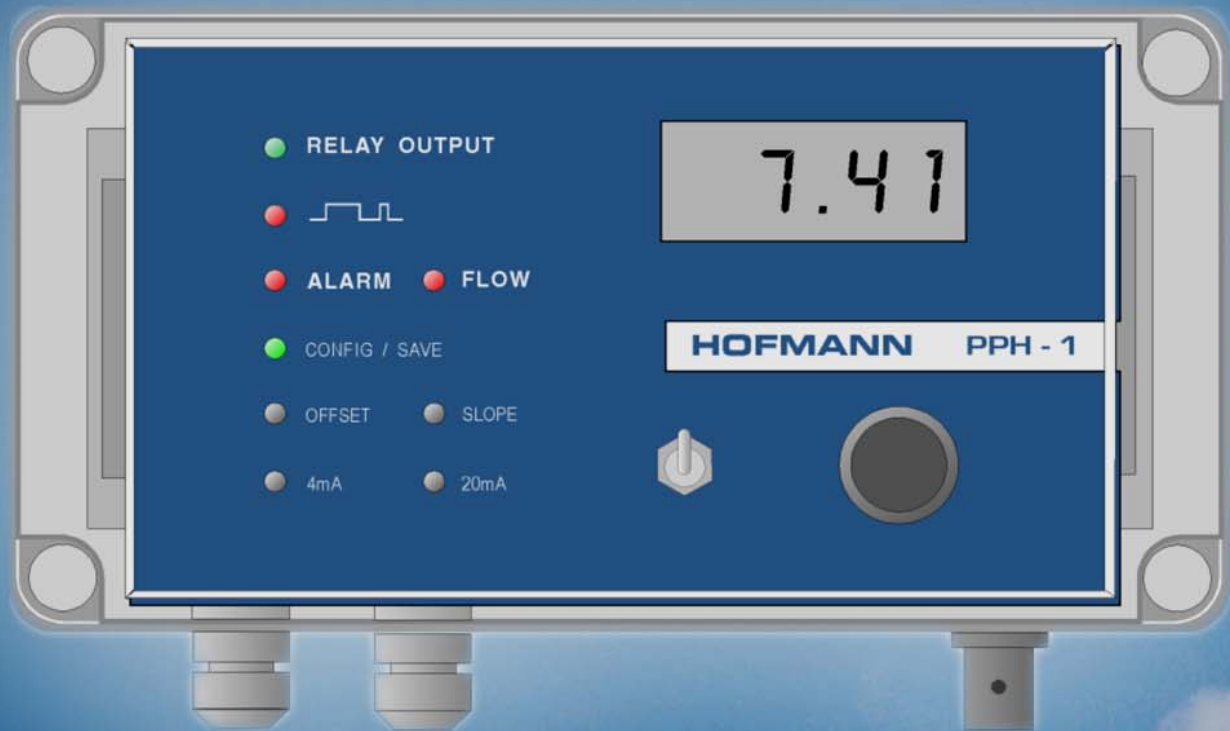 RELAY OUTPUT
7.41
ALARM FLOW
CONFIG / SAVE
HOFMANN PPH - 1
OFFSET SLOPE
4mA 20mA